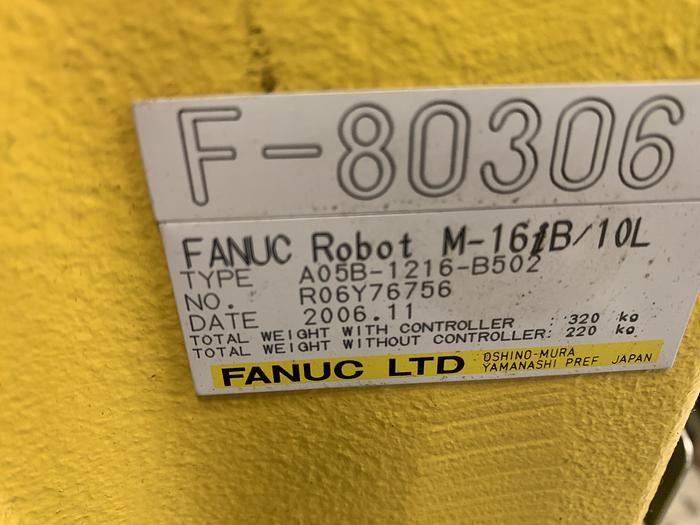 F-80306
FANUC Robot M-16iB/10L
TYPE A05B-1216-B502
NO. R06Y76756
DATE 2006.11
TOTAL WEIGHT WITH CONTROLLER : 320 kg
TOTAL WEIGHT WITHOUT CONTROLLER: 220 kg
FANUC LTD OSHINO-MURA
YAMANASHI PREF JAPAN